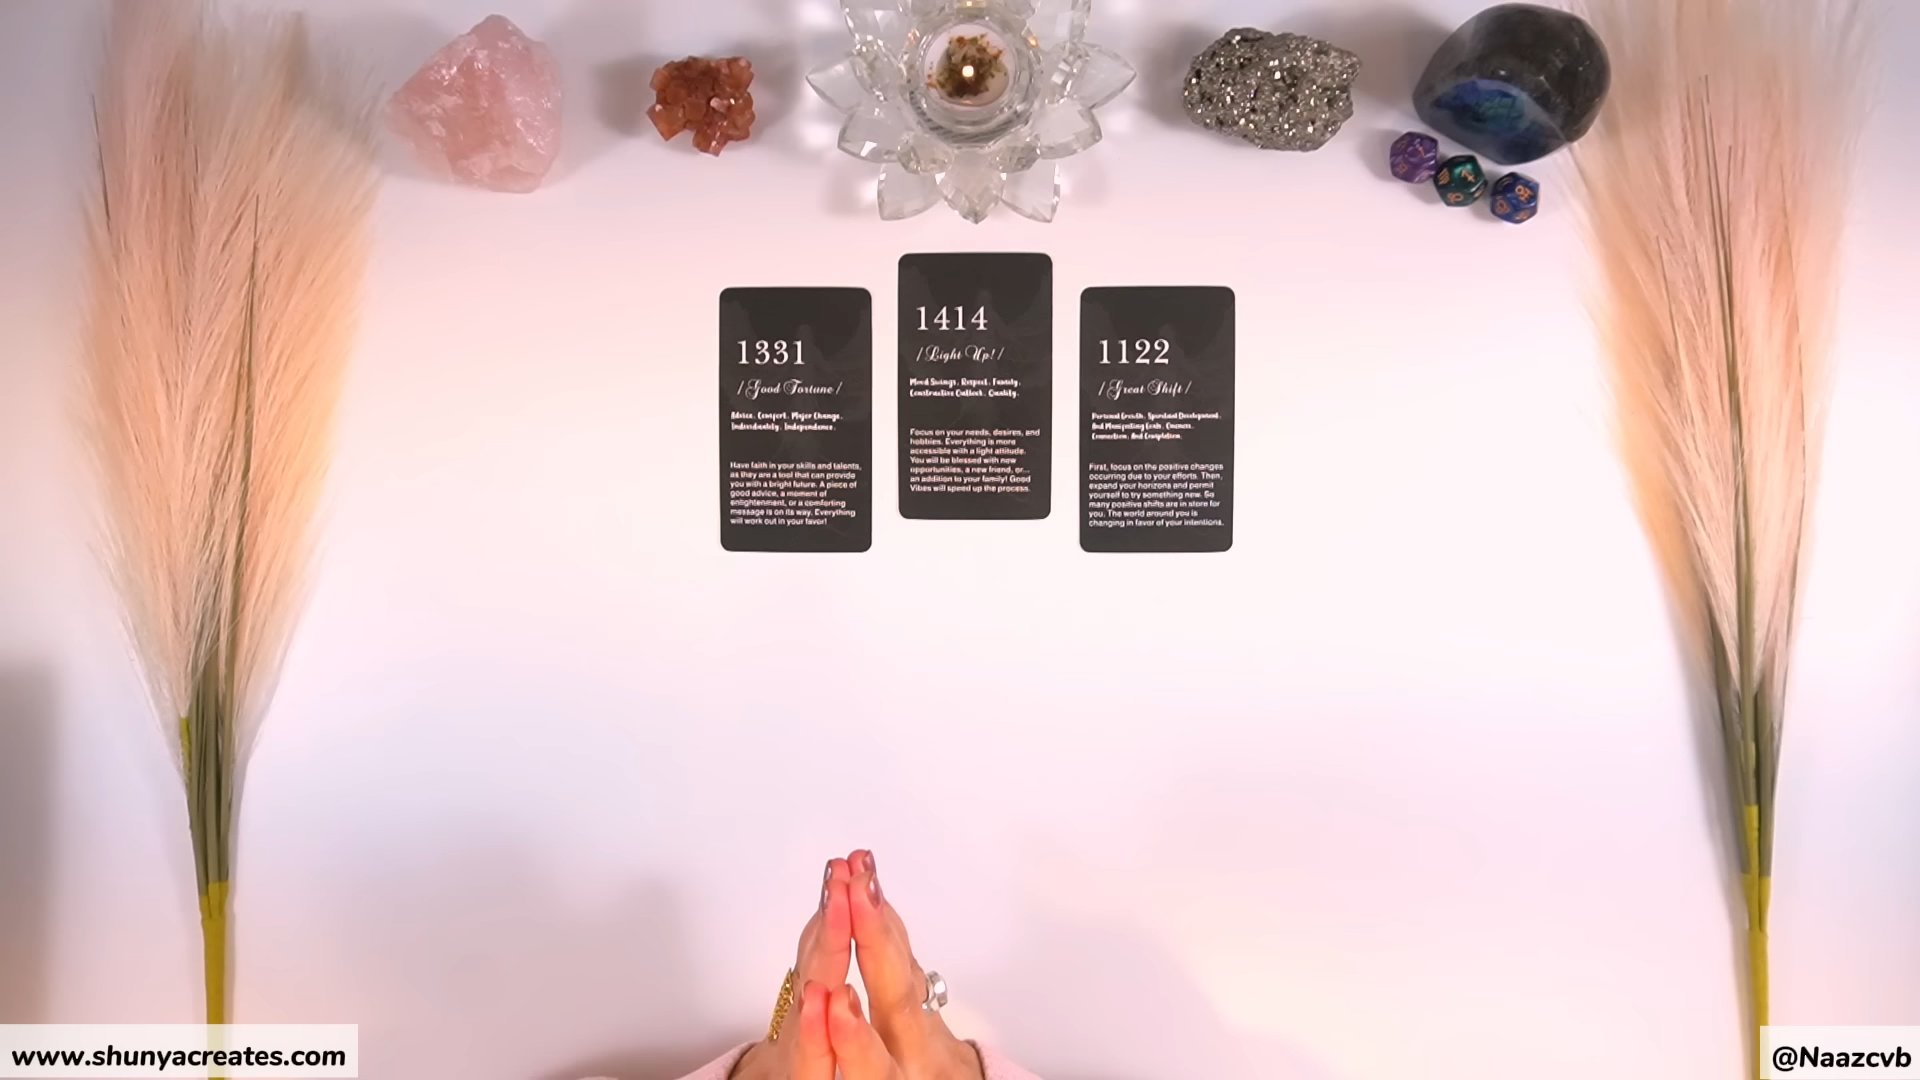 1331
/Good Fortune/
Advice. Comfort. Major Change.
Individuality. Independence.
Have faith in your skills and talents,
as they are a tool that can provide
you with a bright future. A piece of
good advice, a moment of
enlightenment, or a comforting
message is on its way. Everything
will work out in your favor!
1414
/Light Up!/
Mood Swings. Respect. Family.
Constructive Outlook. Quality.
Focus on your needs, desires, and
hobbies. Everything is more
accessible with a light attitude.
You will be blessed with new
opportunities, a new friend, or...
an addition to your family! Good
Vibes will speed up the process.
1122
/Great Shift/
Personal Growth. Spiritual Development.
And Manifesting Goals. Oneness.
Connection. And Completion.
First, focus on the positive changes
occurring due to your efforts. Then,
expand your horizons and permit
yourself to try something new. So
many positive shifts are in store for
you. The world around you is
changing in favor of your intentions.
www.shunyacreates.com
@Naazcvb